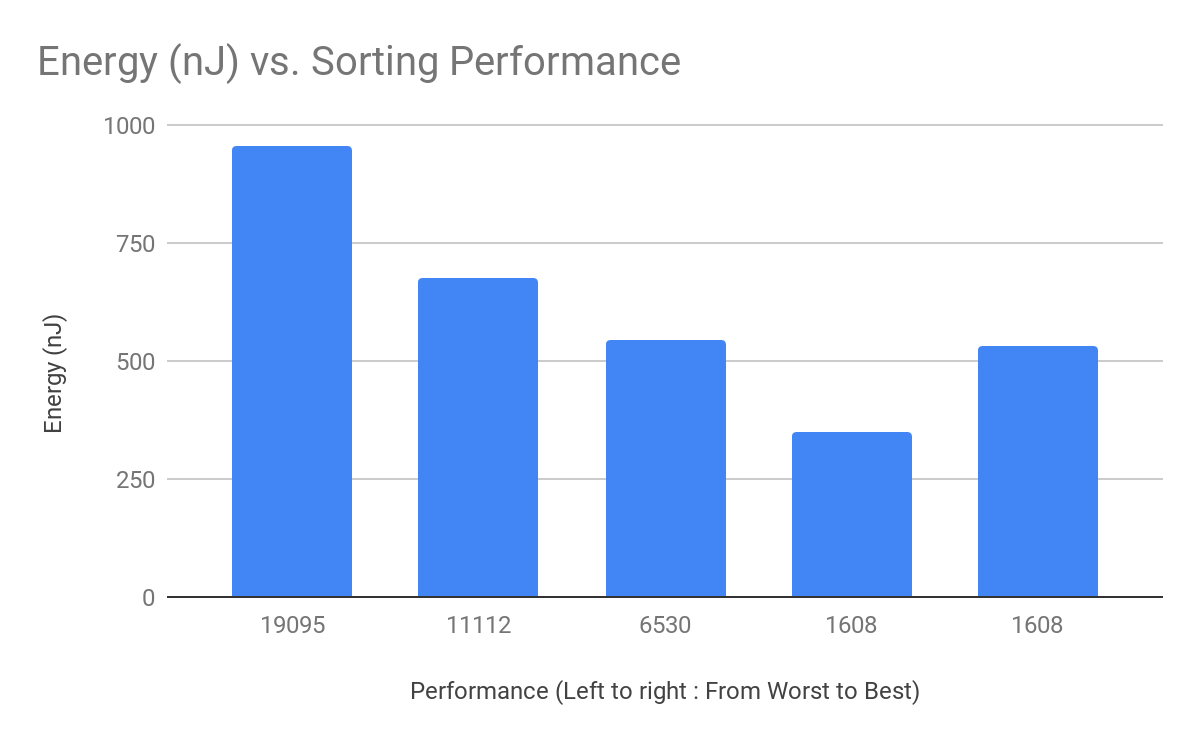 Energy (nJ) vs. Sorting Performance
1000
750
500
250
0
Energy (nJ)
19095 11112 6530 1608 1608
Performance (Left to right : From Worst to Best)